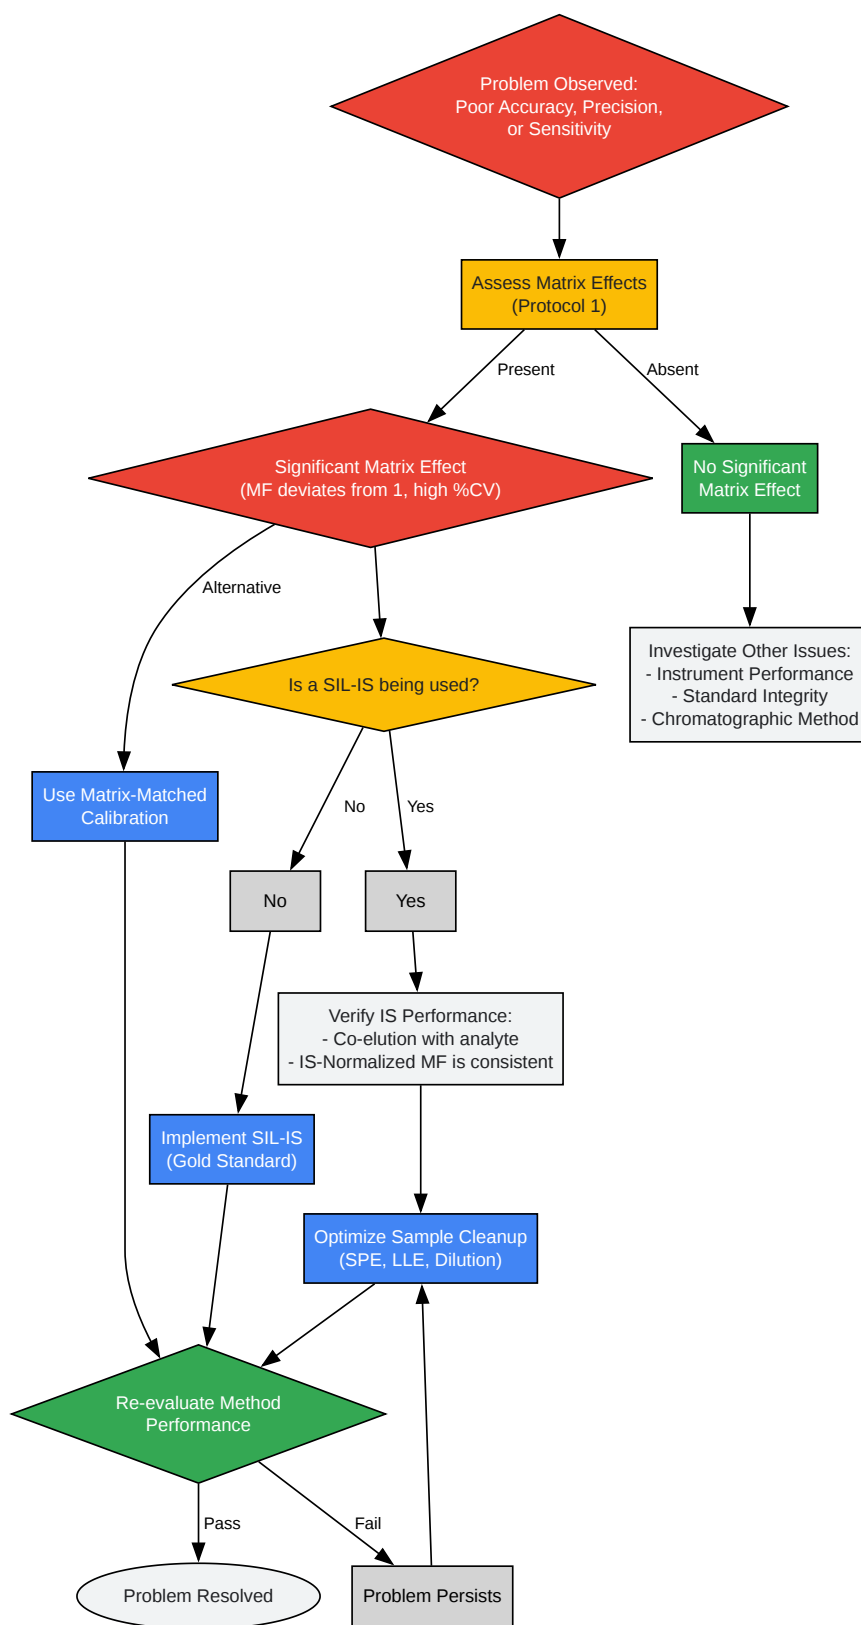 Problem Observed:
Poor Accuracy, Precision,
or Sensitivity
Assess Matrix Effects
(Protocol 1)
Present
Absent
Significant Matrix Effect
(MF deviates from 1, high %CV)
No Significant
Matrix Effect
Alternative
Investigate Other Issues:
- Instrument Performance
- Standard Integrity
- Chromatographic Method
Is a SIL-IS being used?
Use Matrix-Matched
Calibration
No
Yes
No
Yes
Verify IS Performance:
- Co-elution with analyte
- IS-Normalized MF is consistent
Implement SIL-IS
(Gold Standard)
Optimize Sample Cleanup
(SPE, LLE, Dilution)
Re-evaluate Method
Performance
Pass
Fail
Problem Resolved
Problem Persists